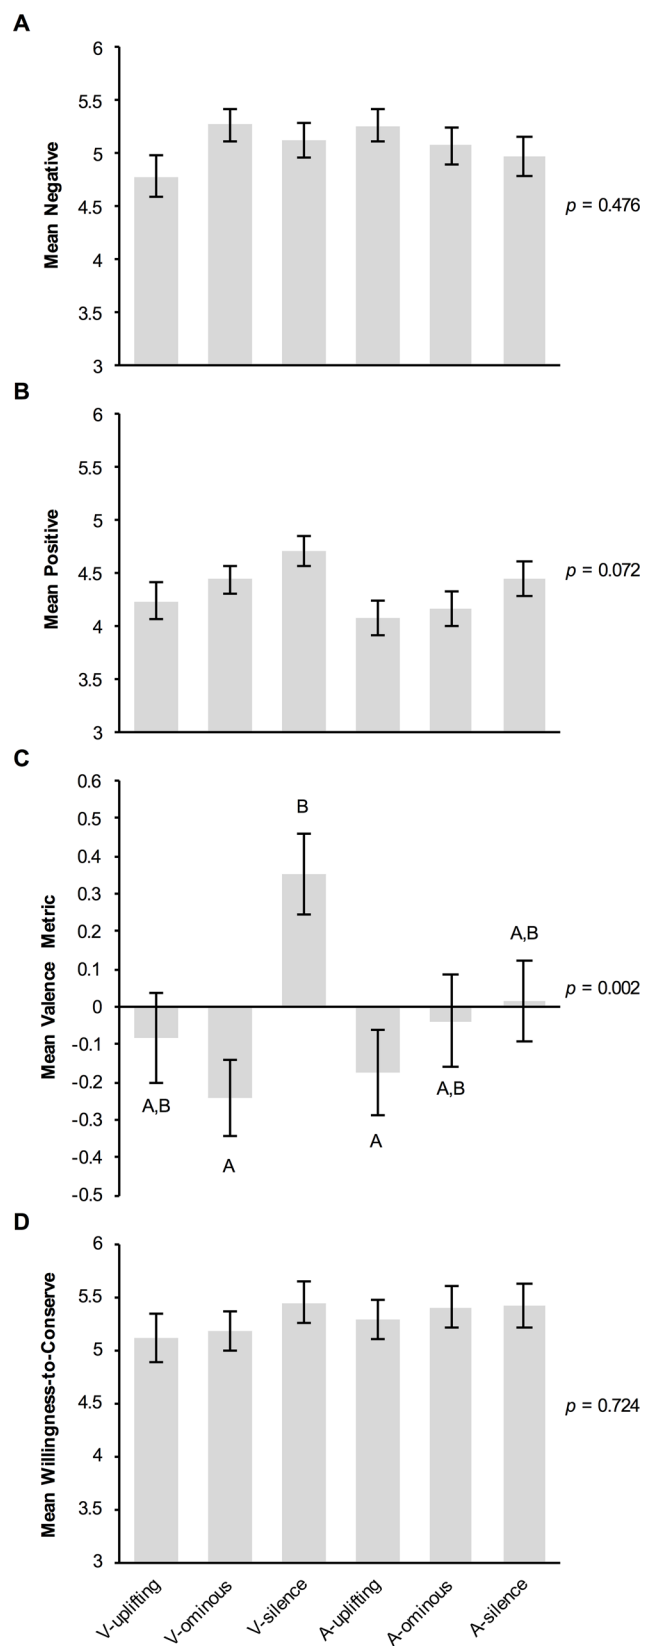 A
6
5.5
5
4.5
4
3.5
3
Mean Negative
p = 0.476
B
6
5.5
5
4.5
4
3.5
3
Mean Positive
p = 0.072
C
0.6
0.5
0.4
0.3
0.2
0.1
0
-0.1
-0.2
-0.3
-0.4
-0.5
Mean Valence Metric
A,B
A
B
A
A,B
A,B
p = 0.002
D
6
5.5
5
4.5
4
3.5
3
Mean Willingness-to-Conserve
p = 0.724
V-uplifting
V-ominous
V-silence
A-uplifting
A-ominous
A-silence